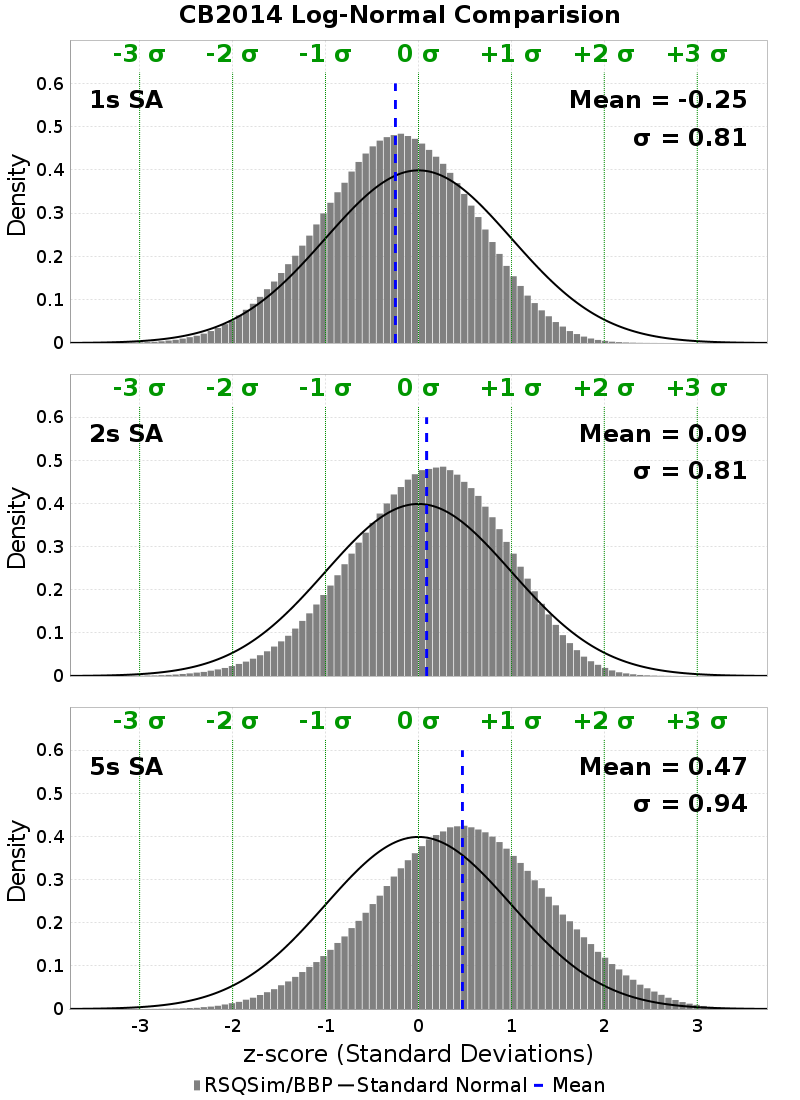 CB2014 Log-Normal Comparision
-3 σ -2 σ -1 σ 0 σ +1 σ +2 σ +3 σ
0.6
1s SA Mean = -0.25
0.5
σ = 0.81
0.4
0.3
0.2
0.1
0
Density
-3 σ -2 σ -1 σ 0 σ +1 σ +2 σ +3 σ
0.6
2s SA Mean = 0.09
0.5
σ = 0.81
0.4
0.3
0.2
0.1
0
Density
-3 σ -2 σ -1 σ 0 σ +1 σ +2 σ +3 σ
0.6
5s SA Mean = 0.47
0.5
σ = 0.94
0.4
0.3
0.2
0.1
0
Density
-3 -2 -1 0 1 2 3
z-score (Standard Deviations)
RSQSim/BBP Standard Normal Mean